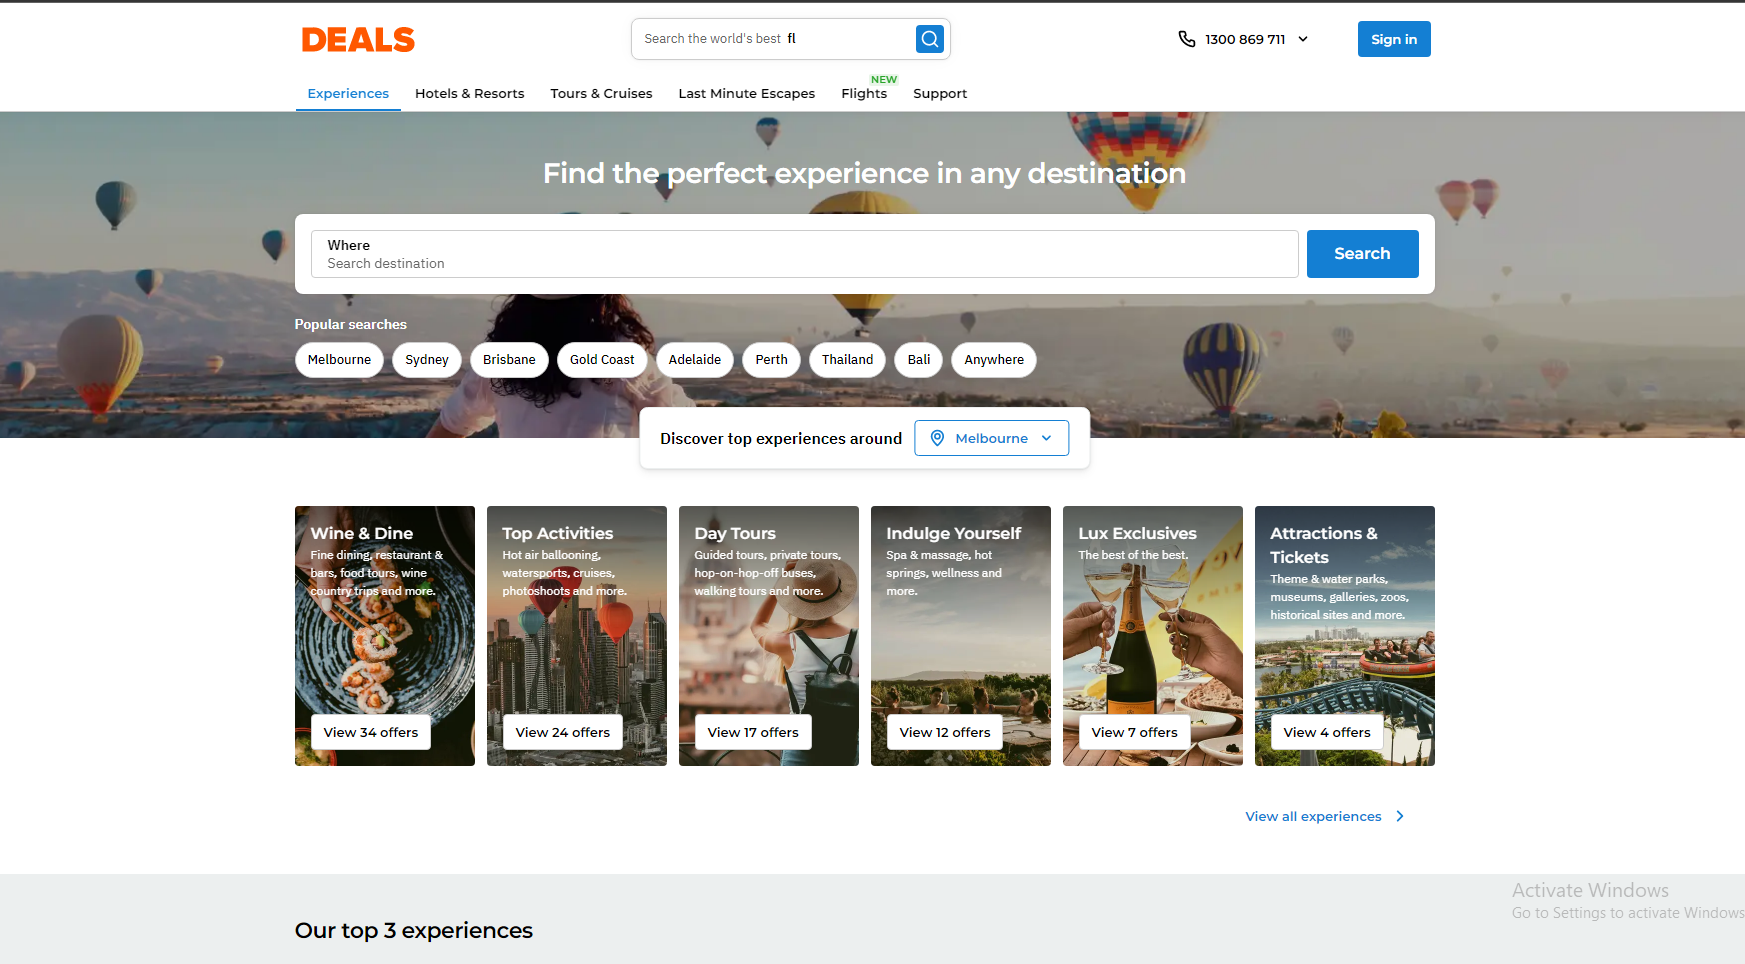 DEALS
Search the world's best fl
1300 869 711
Sign in
Experiences
Hotels & Resorts
Tours & Cruises
Last Minute Escapes
NEW
Flights
Support
Find the perfect experience in any destination
Where
Search destination
Search
Popular searches
Melbourne
Sydney
Brisbane
Gold Coast
Adelaide
Perth
Thailand
Bali
Anywhere
Discover top experiences around
Melbourne
Wine & Dine
Fine dining, restaurant &
bars, food tours, wine
country trips and more.
View 34 offers
Top Activities
Hot air ballooning,
watersports, cruises,
photoshoots and more.
View 24 offers
Day Tours
Guided tours, private tours,
hop-on-hop-off buses,
walking tours and more.
View 17 offers
Indulge Yourself
Spa & massage, hot
springs, wellness and
more.
View 12 offers
Lux Exclusives
The best of the best.
View 7 offers
Attractions &
Tickets
Theme & water parks,
museums, galleries, zoos,
historical sites and more.
View 4 offers
View all experiences
Activate Windows
Go to Settings to activate Windows
Our top 3 experiences